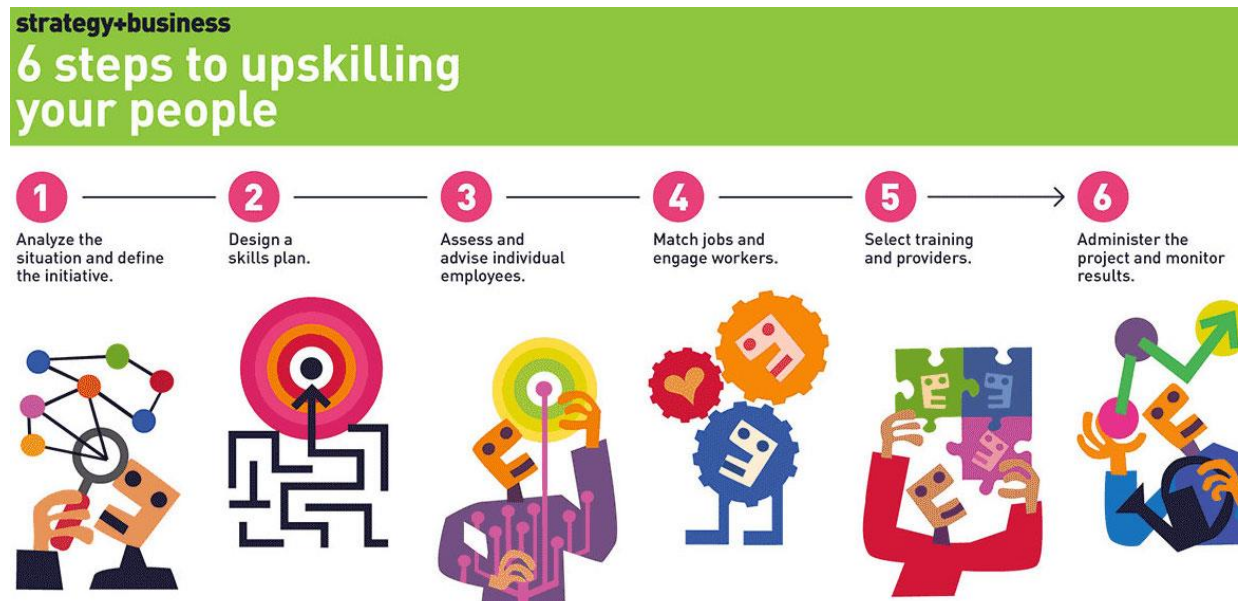 strategy+business
6 steps to upskilling
your people
1
Analyze the
situation and define
the initiative.
2
Design a
skills plan.
3
Assess and
advise individual
employees.
4
Match jobs and
engage workers.
5
Select training
and providers.
6
Administer the
project and monitor
results.